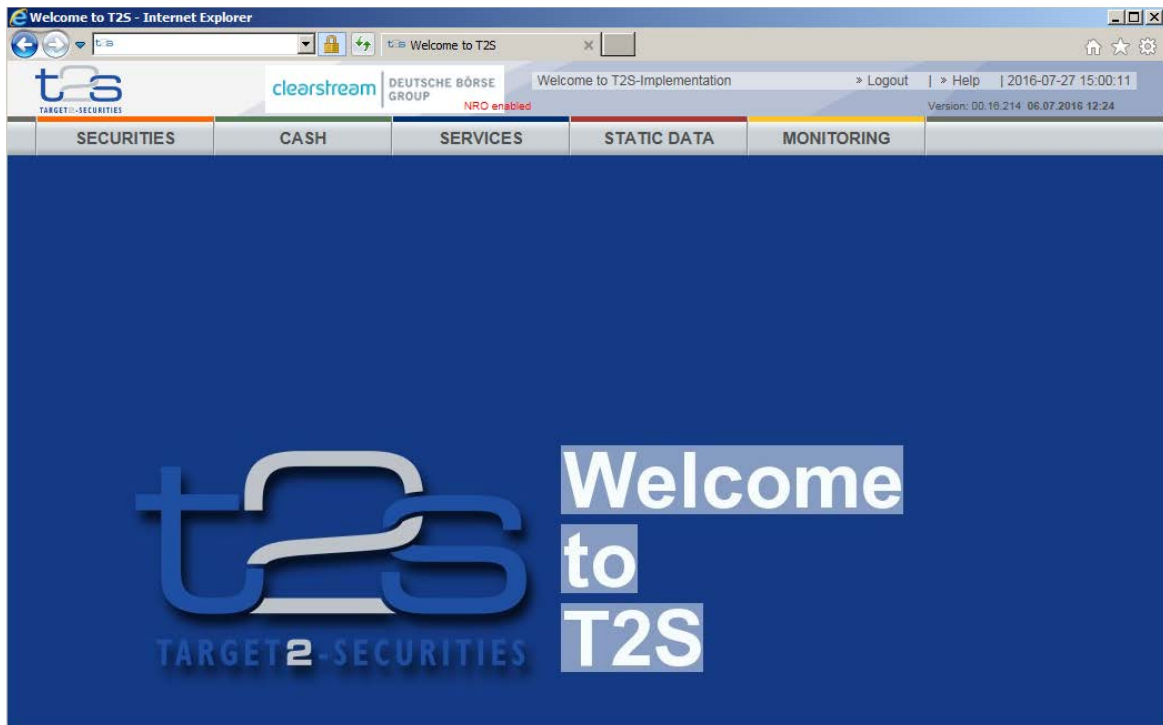 Welcome to T2S - Internet Explorer
t2s
t2s Welcome to T2S
t2s
TARGET2-SECURITIES
clearstream DEUTSCHE BÖRSE
GROUP
NRO enabled
Welcome to T2S-Implementation » Logout | » Help | 2016-07-27 15:00:11
Version: 00.16.214 06.07.2016 12:24
SECURITIES CASH SERVICES STATIC DATA MONITORING
t2s
TARGET2-SECURITIES
Welcome
to
T2S